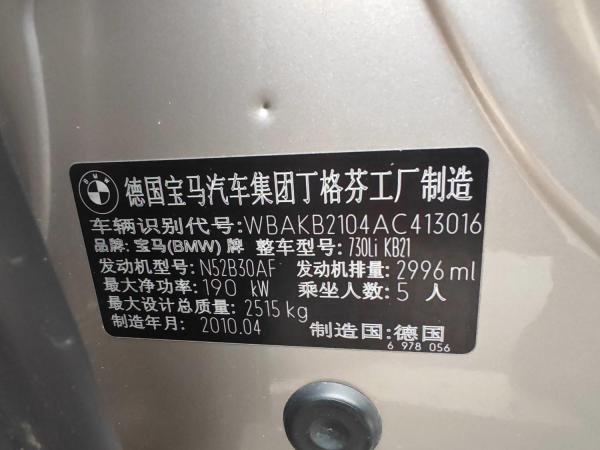 BMW
德国宝马汽车集团丁格芬工厂制造
车辆识别代号:WBAKB2104AC413016
品牌:宝马(BMW)牌 整车型号:730Li KB21
发动机型号:N52B30AF 发动机排量:2996ml
最大净功率:190 kW 乘坐人数:5 人
最大设计总质量:2515kg
制造年月:2010.04 制造国:德国
6 978 056